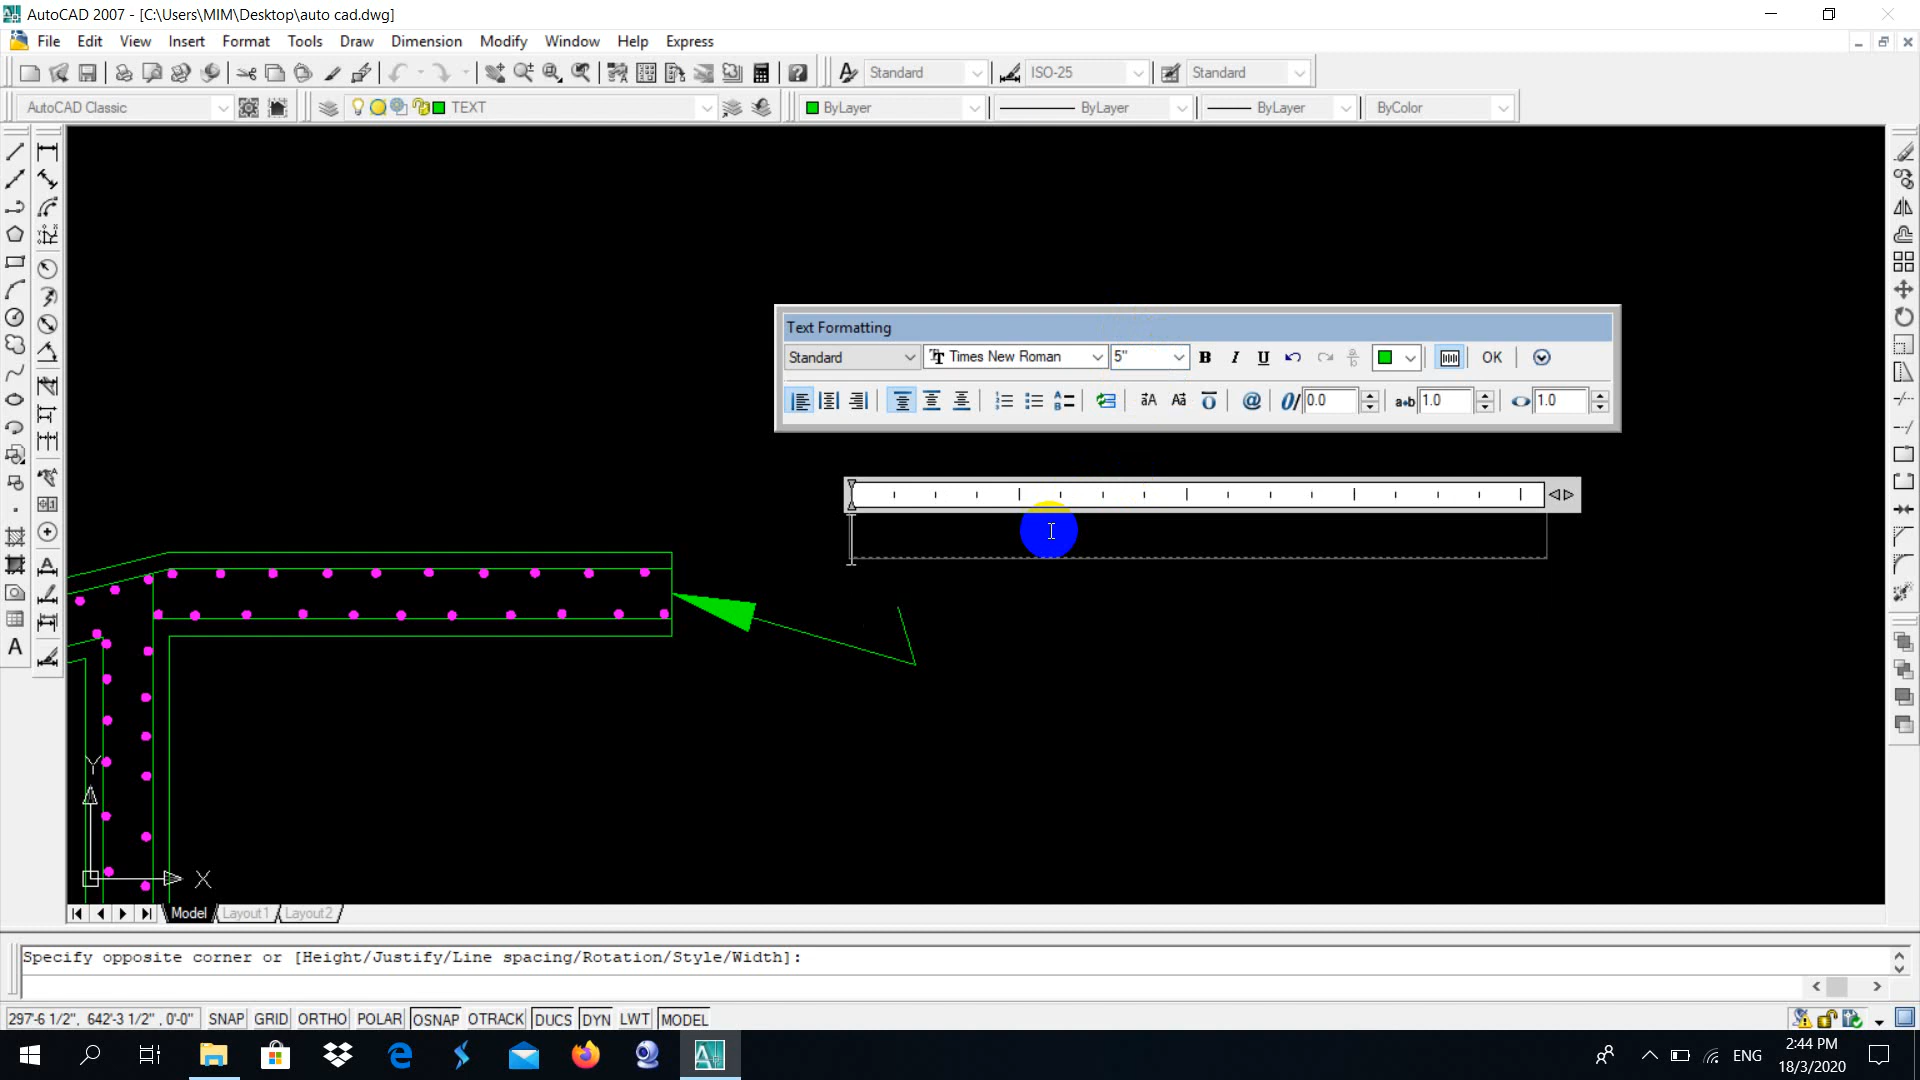 AutoCAD 2007 - [C:\Users\MIM\Desktop\auto cad.dwg]
File Edit View Insert Format Tools Draw Dimension Modify Window Help Express
Standard ISO-25 Standard
AutoCAD Classic TEXT ByLayer ByLayer ByLayer ByColor
Text Formatting
Standard Times New Roman 5" B I U OK
@ 0/ 0.0 a•b 1.0 1.0
A
Y
X
Model Layout1 Layout2
Specify opposite corner or [Height/Justify/Line spacing/Rotation/Style/Width]:
297'-6 1/2", 642'-3 1/2" , 0'-0" SNAP GRID ORTHO POLAR OSNAP OTRACK DUCS DYN LWT MODEL
ENG 2:44 PM
18/3/2020